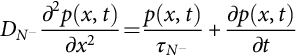 D_{N^-} \frac{\partial^2 p(x, t)}{\partial x^2} = \frac{p(x, t)}{\tau_{N^-}} + \frac{\partial p(x, t)}{\partial t}